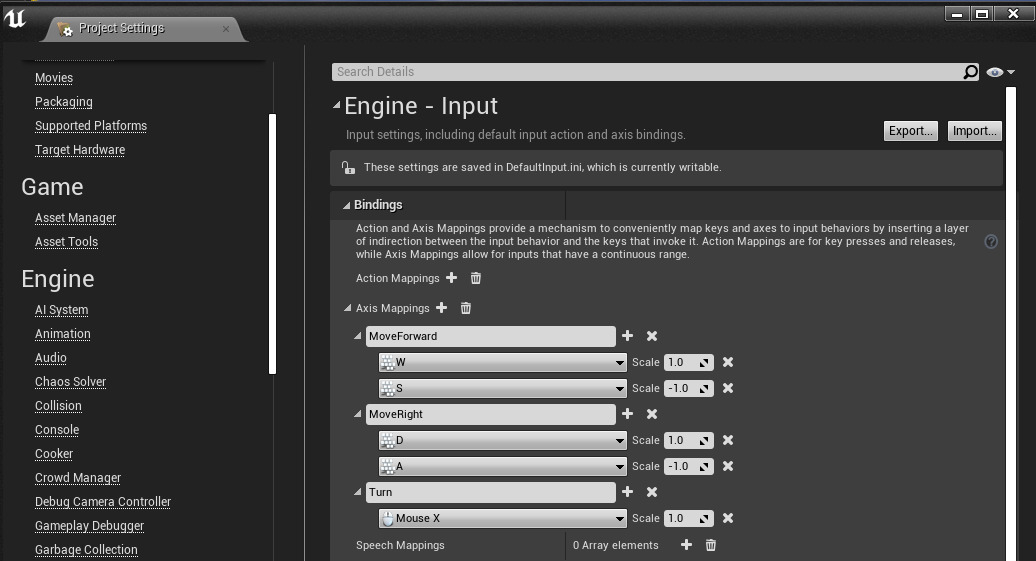 Project Settings
Movies
Packaging
Supported Platforms
Target Hardware
Game
Asset Manager
Asset Tools
Engine
AI System
Animation
Audio
Chaos Solver
Collision
Console
Cooker
Crowd Manager
Debug Camera Controller
Gameplay Debugger
Garbage Collection
Search Details
Engine - Input
Input settings, including default input action and axis bindings.
Export...
Import...
These settings are saved in DefaultInput.ini, which is currently writable.
Bindings
Action and Axis Mappings provide a mechanism to conveniently map keys and axes to input behaviors by inserting a layer
of indirection between the input behavior and the keys that invoke it. Action Mappings are for key presses and releases,
while Axis Mappings allow for inputs that have a continuous range.
Action Mappings
Axis Mappings
MoveForward
W Scale 1.0
S Scale -1.0
MoveRight
D Scale 1.0
A Scale -1.0
Turn
Mouse X Scale 1.0
Speech Mappings 0 Array elements